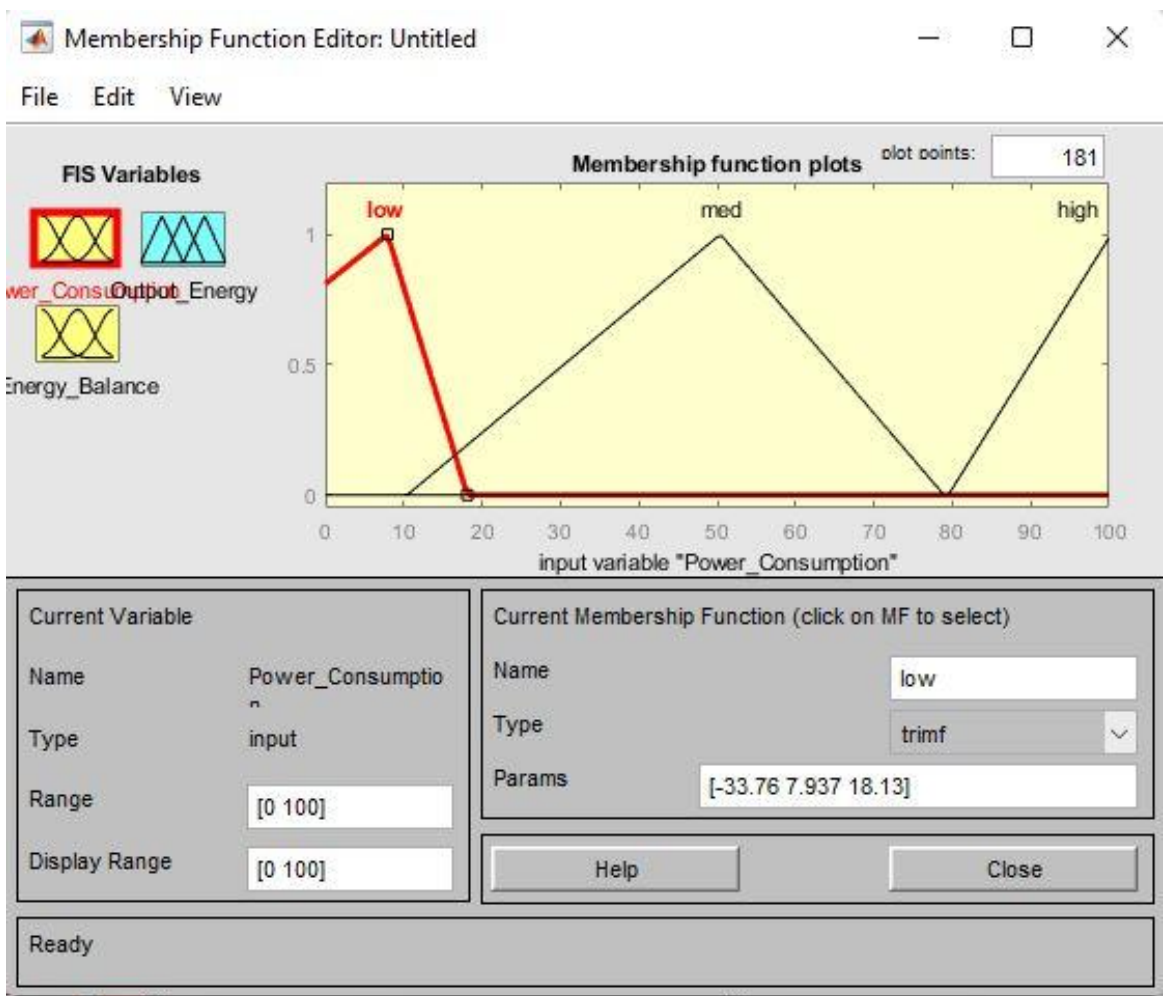 Membership Function Editor: Untitled
File Edit View
FIS Variables
Membership function plots
plot points:
181
wer_Consumption
Output_Energy
Energy_Balance
low
med
high
1
0.5
0
0 10 20 30 40 50 60 70 80 90 100
input variable "Power_Consumption"
Current Variable
Name
Power_Consumptio
n
Type
input
Range
[0 100]
Display Range
[0 100]
Current Membership Function (click on MF to select)
Name
low
Type
trimf
Params
[-33.76 7.937 18.13]
Help
Close
Ready